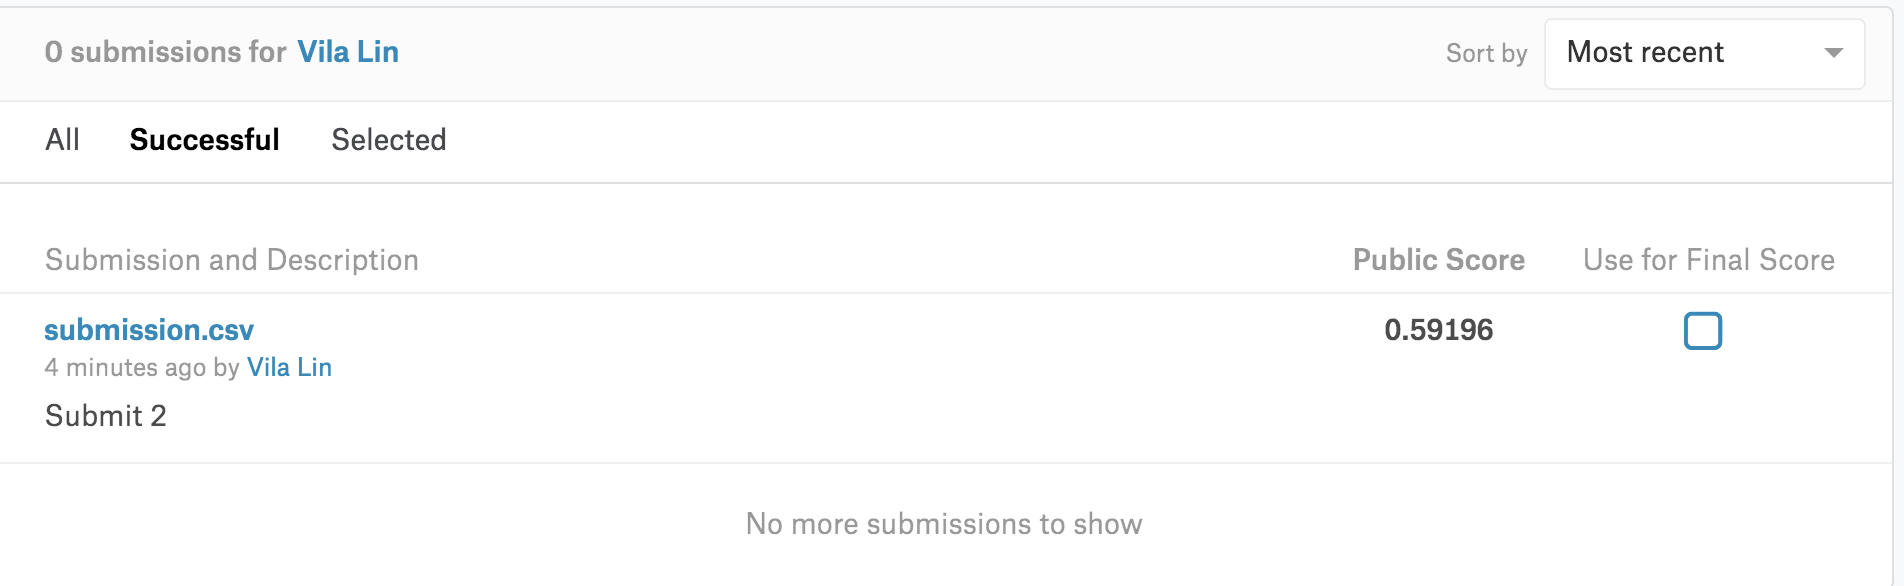 0 submissions for Vila Lin
Sort by Most recent
All Successful Selected
Submission and Description Public Score Use for Final Score
submission.csv 0.59196
4 minutes ago by Vila Lin
Submit 2
No more submissions to show